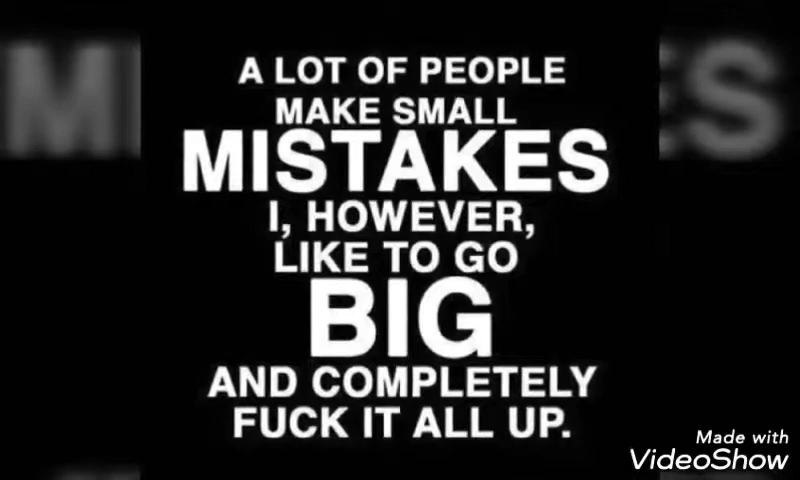 A LOT OF PEOPLE
MAKE SMALL
MISTAKES
I, HOWEVER,
LIKE TO GO
BIG
AND COMPLETELY
FUCK IT ALL UP.
Made with
VideoShow